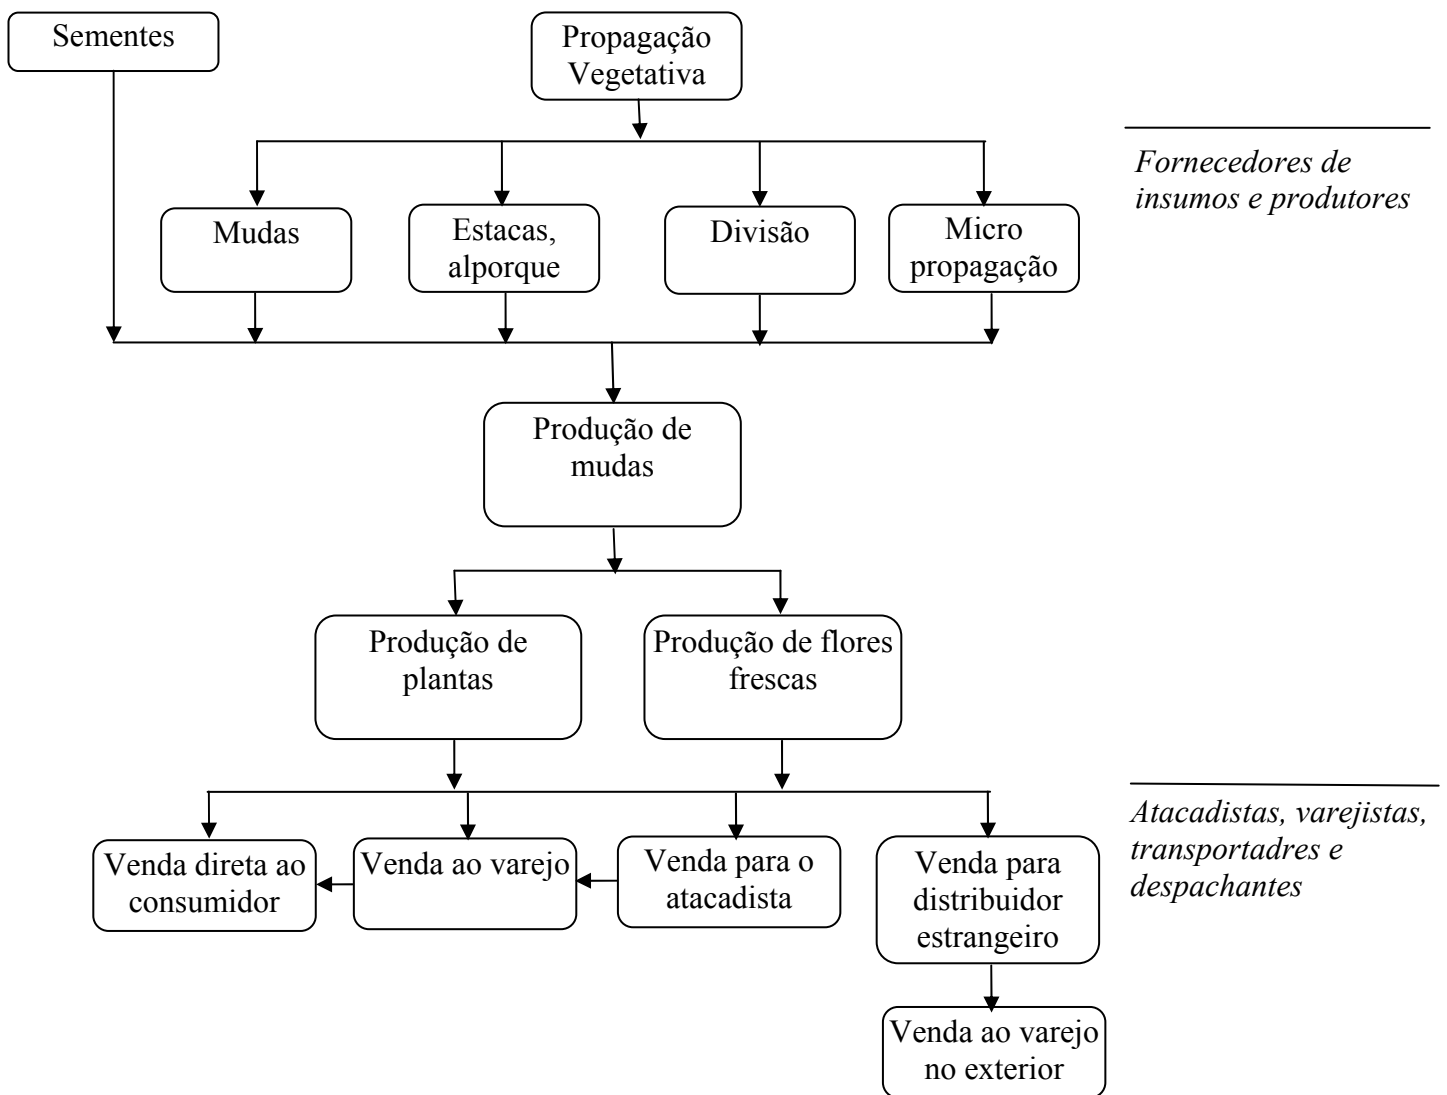 Sementes
Propagação
Vegetativa
Fornecedores de
insumos e produtores
Mudas
Estacas,
alporque
Divisão
Micro
propagação
Produção de
mudas
Produção de
plantas
Produção de flores
frescas
Atacadistas, varejistas,
transportadres e
despachantes
Venda direta ao
consumidor
Venda ao varejo
Venda para o
atacadista
Venda para
distribuidor
estrangeiro
Venda ao varejo
no exterior